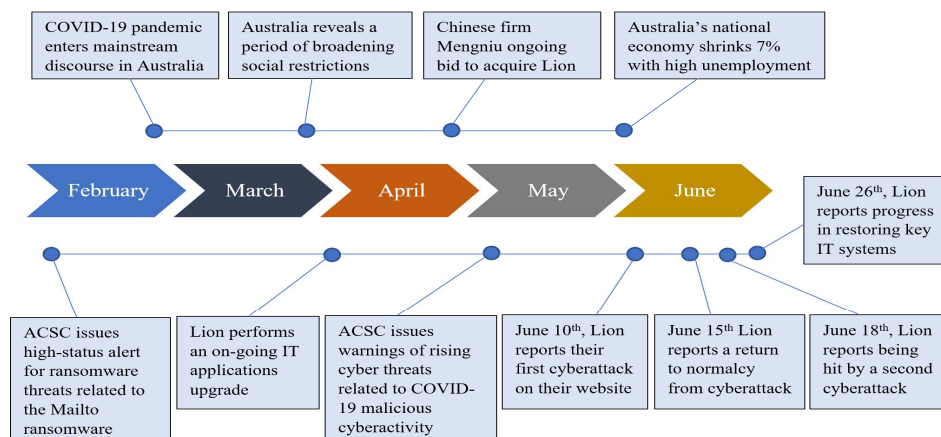 COVID-19 pandemic
enters mainstream
discourse in Australia
Australia reveals a
period of broadening
social restrictions
Chinese firm
Mengniu ongoing
bid to acquire Lion
Australia's national
economy shrinks 7%
with high unemployment
February
March
April
May
June
June 26th, Lion
reports progress
in restoring key
IT systems
ACSC issues
high-status alert
for ransomware
threats related to
the Mailto
ransomware
Lion performs
an on-going IT
applications
upgrade
ACSC issues
warnings of rising
cyber threats
related to COVID-
19 malicious
cyberactivity
June 10th, Lion
reports their
first cyberattack
on their website
June 15th Lion
reports a return
to normalcy
from cyberattack
June 18th, Lion
reports being
hit by a second
cyberattack